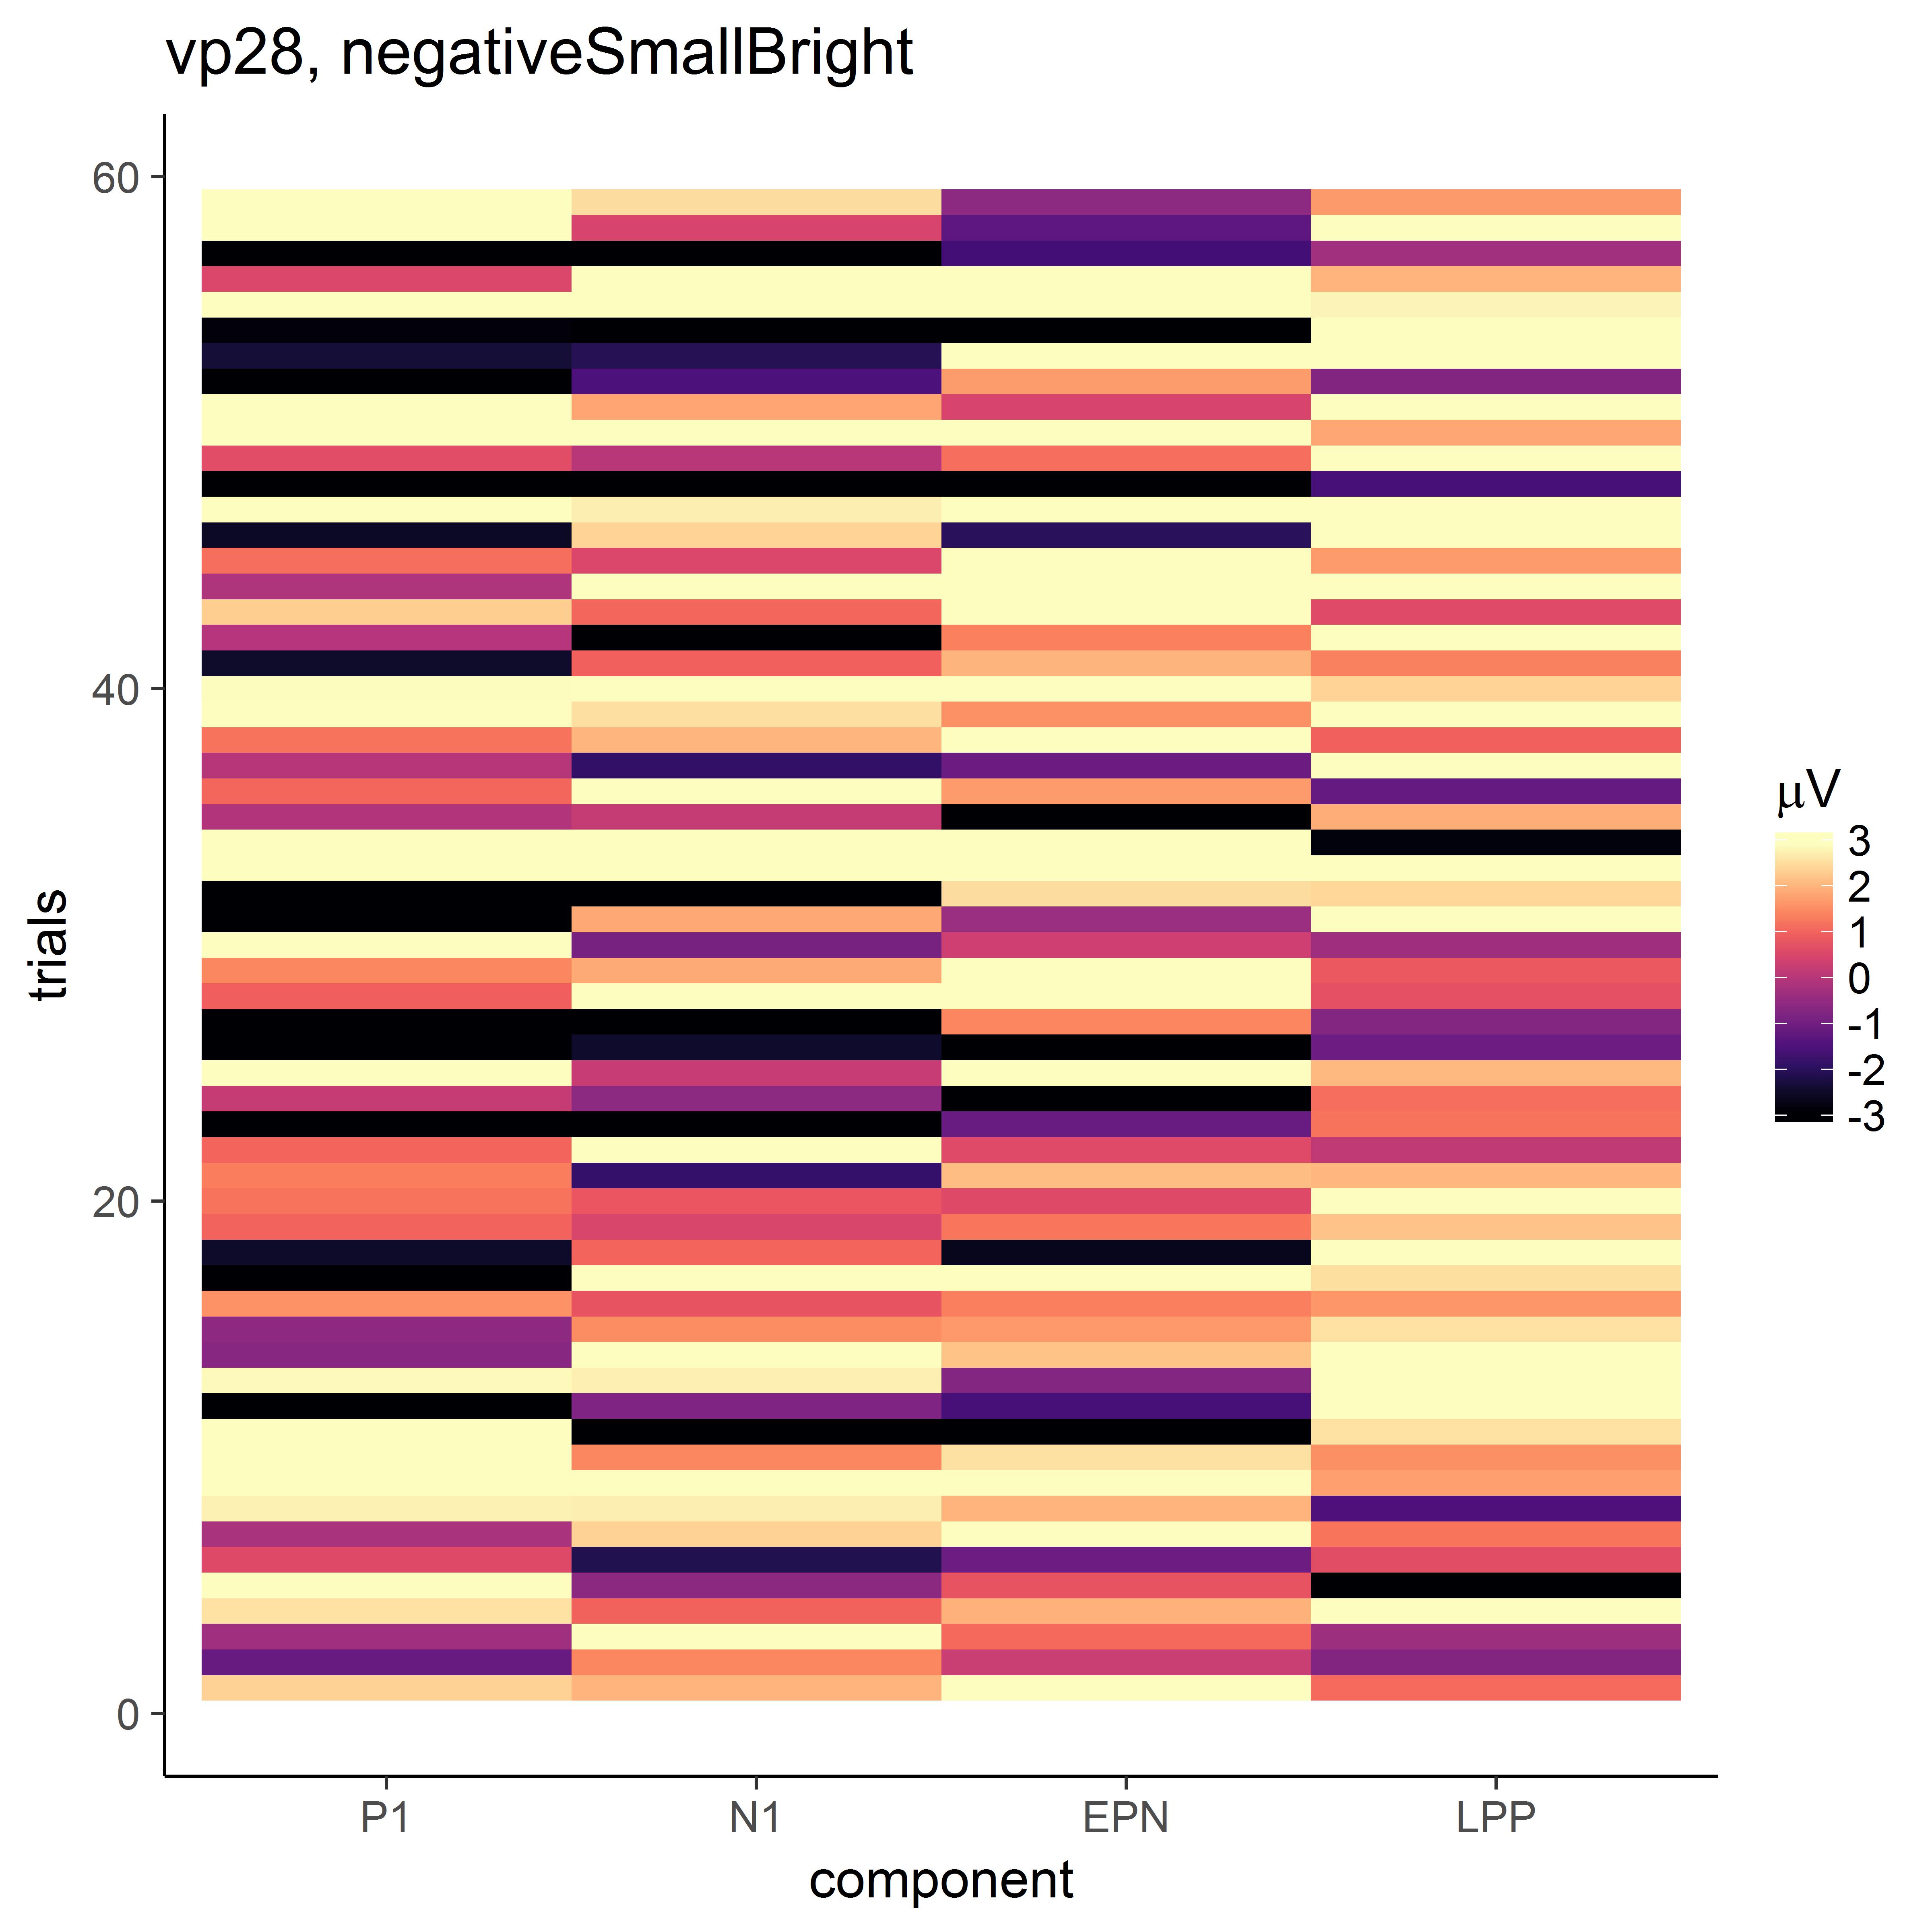 vp28, negativeSmallBright
60
40
20
0
trials
P1 N1 EPN LPP
component
μV
3
2
1
0
-1
-2
-3